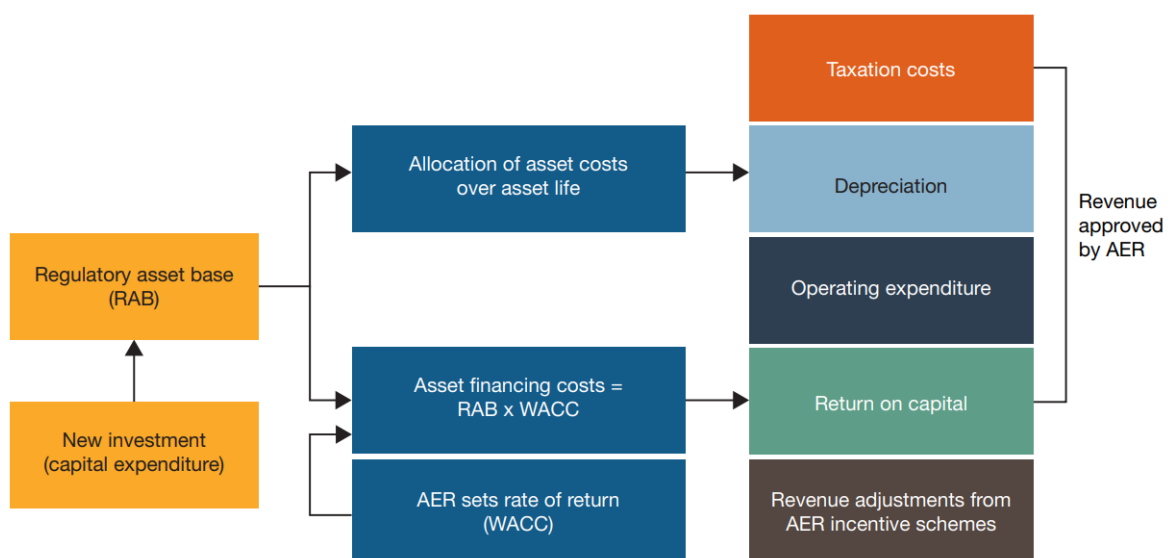 Taxation costs
Allocation of asset costs
over asset life
Depreciation
Revenue
approved
by AER
Regulatory asset base
(RAB)
Operating expenditure
Asset financing costs =
RAB x WACC
Return on capital
New investment
(capital expenditure)
AER sets rate of return
(WACC)
Revenue adjustments from
AER incentive schemes